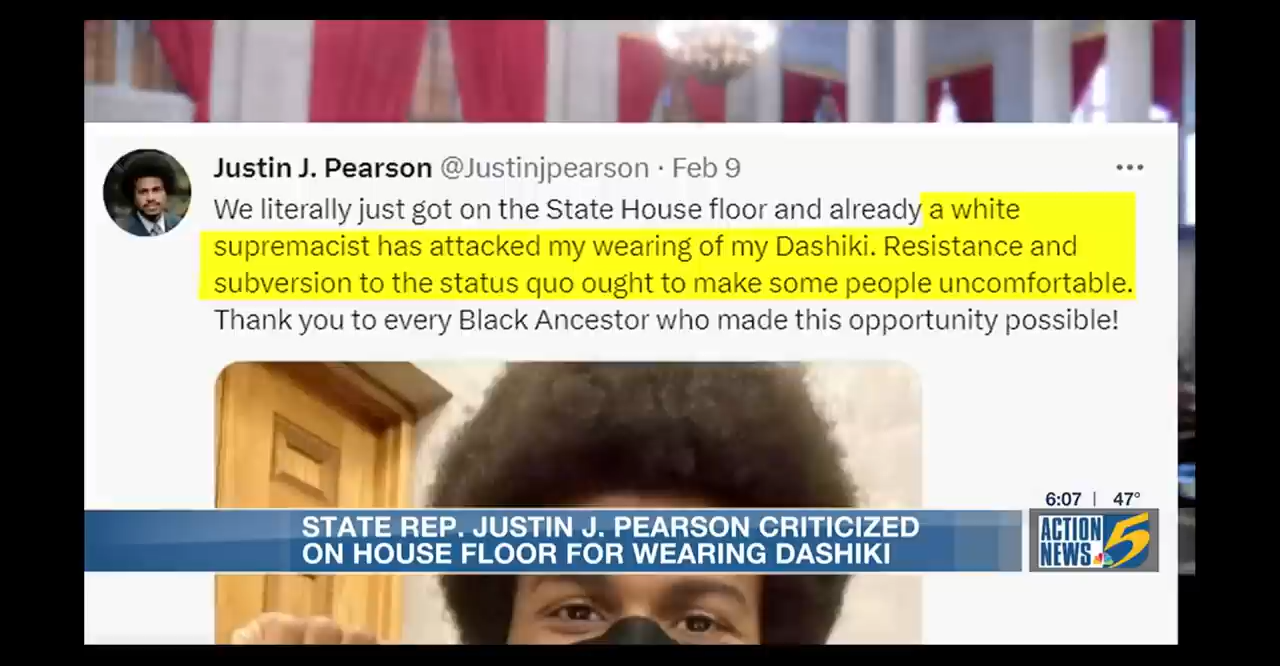 Justin J. Pearson @Justinjpearson · Feb 9
We literally just got on the State House floor and already a white
supremacist has attacked my wearing of my Dashiki. Resistance and
subversion to the status quo ought to make some people uncomfortable.
Thank you to every Black Ancestor who made this opportunity possible!
6:07 | 47°
STATE REP. JUSTIN J. PEARSON CRITICIZED
ON HOUSE FLOOR FOR WEARING DASHIKI
ACTION
NEWS 5